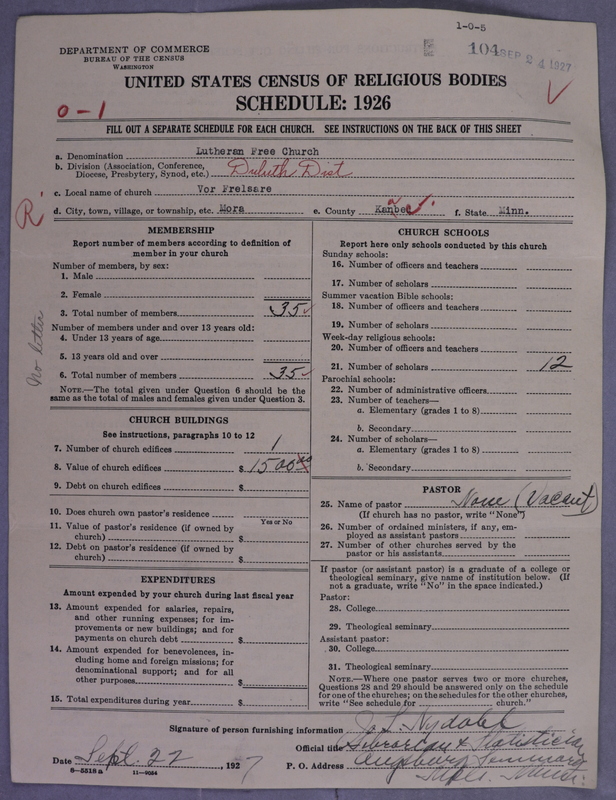 1-0-5
104 SEP 24 1927
DEPARTMENT OF COMMERCE
BUREAU OF THE CENSUS
WASHINGTON
UNITED STATES CENSUS OF RELIGIOUS BODIES
SCHEDULE: 1926
0-1
FILL OUT A SEPARATE SCHEDULE FOR EACH CHURCH. SEE INSTRUCTIONS ON THE BACK OF THIS SHEET
a. Denomination Lutheran Free Church
b. Division (Association, Conference, Diocese, Presbytery, Synod, etc.) Duluth Dist
c. Local name of church Vor Frelsare
R
d. City, town, village, or township, etc. Mora e. County Kanbec f. State Minn.
MEMBERSHIP
Report number of members according to definition of
member in your church
Number of members, by sex:
1. Male
2. Female
3. Total number of members 35
Number of members under and over 13 years old:
4. Under 13 years of age
5. 13 years old and over
6. Total number of members 35
NOTE.—The total given under Question 6 should be the
same as the total of males and females given under Question 3.
No letter
CHURCH BUILDINGS
See instructions, paragraphs 10 to 12
7. Number of church edifices 1
8. Value of church edifices $ 1500
9. Debt on church edifices $
10. Does church own pastor's residence
Yes or No
11. Value of pastor's residence (if owned by
church) $
12. Debt on pastor's residence (if owned by
church) $
EXPENDITURES
Amount expended by your church during last fiscal year
13. Amount expended for salaries, repairs,
and other running expenses; for im-
provements or new buildings; and for
payments on church debt $
14. Amount expended for benevolences, in-
cluding home and foreign missions; for
denominational support; and for all
other purposes $
15. Total expenditures during year $
CHURCH SCHOOLS
Report here only schools conducted by this church
Sunday schools:
16. Number of officers and teachers
17. Number of scholars
Summer vacation Bible schools:
18. Number of officers and teachers
19. Number of scholars
Week-day religious schools:
20. Number of officers and teachers
21. Number of scholars 12
Parochial schools:
22. Number of administrative officers
23. Number of teachers—
a. Elementary (grades 1 to 8)
b. Secondary
24. Number of scholars—
a. Elementary (grades 1 to 8)
b. Secondary
PASTOR
25. Name of pastor None (Vacant)
(If church has no pastor, write "None")
26. Number of ordained ministers, if any, em-
ployed as assistant pastors
27. Number of other churches served by the
pastor or his assistants
If pastor (or assistant pastor) is a graduate of a college or
theological seminary, give name of institution below. (If
not a graduate, write "No" in the space indicated.)
Pastor:
28. College
29. Theological seminary
Assistant pastor:
30. College
31. Theological seminary
NOTE.—Where one pastor serves two or more churches,
Questions 28 and 29 should be answered only on the schedule
for one of the churches; on the schedules for the other churches,
write "See schedule for church."
Signature of person furnishing information J. L. Nydahl
Official title Librarian & Statistician
Date Sept. 22, 1927 P. O. Address Augsburg Seminary
Mpls. Minn.
8-5518a 11-9054